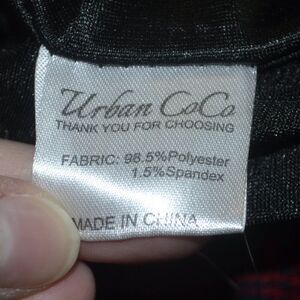 Urban CoCo
THANK YOU FOR CHOOSING
FABRIC: 98.5%Polyester
1.5%Spandex
MADE IN CHINA